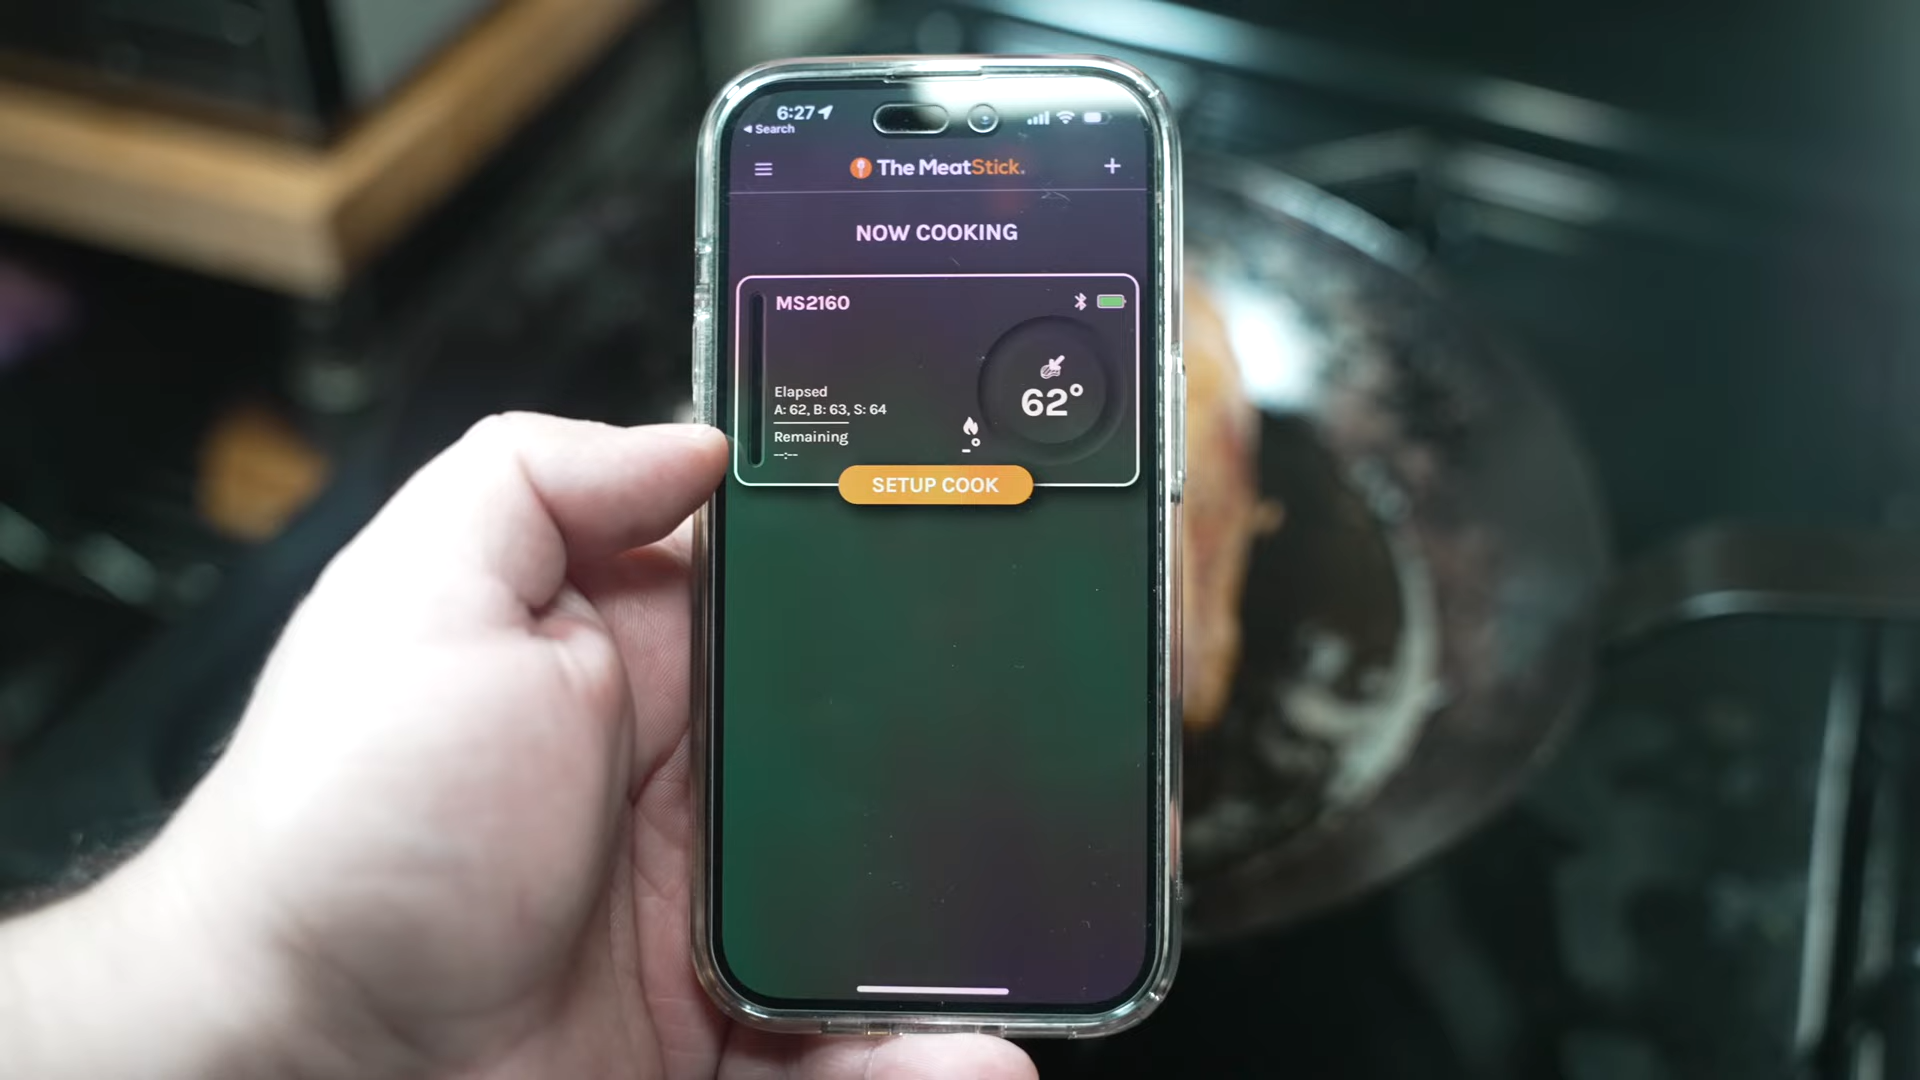 6:27
Search
The MeatStick.
NOW COOKING
MS2160
62°
Elapsed
A: 62, B: 63, S: 64
Remaining
--:--
-°
SETUP COOK